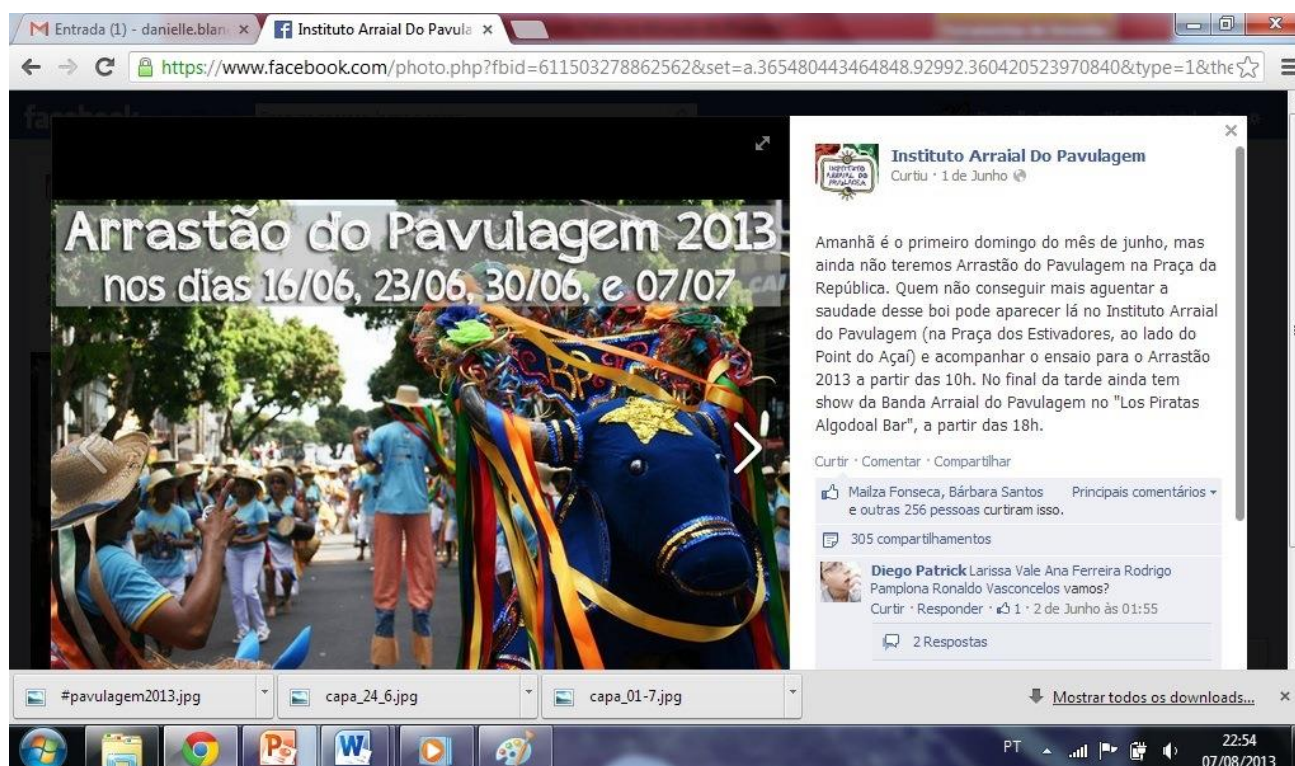 Entrada (1) - danielle.blan
Instituto Arraial Do Pavula
https://www.facebook.com/photo.php?fbid=611503278862562&set=a.365480443464848.92992.360420523970840&type=1&the
Arrastão do Pavulagem 2013
nos dias 16/06, 23/06, 30/06, e 07/07
INSTITUTO
ARRAIAL DO
PAVULAGEM
Instituto Arraial Do Pavulagem
Curtiu · 1 de Junho
Amanhã é o primeiro domingo do mês de junho, mas
ainda não teremos Arrastão do Pavulagem na Praça da
República. Quem não conseguir mais aguentar a
saudade desse boi pode aparecer lá no Instituto Arraial
do Pavulagem (na Praça dos Estivadores, ao lado do
Point do Açaí) e acompanhar o ensaio para o Arrastão
2013 a partir das 10h. No final da tarde ainda tem
show da Banda Arraial do Pavulagem no "Los Piratas
Algodoal Bar", a partir das 18h.
Curtir · Comentar · Compartilhar
Mailza Fonseca, Bárbara Santos Principais comentários
e outras 256 pessoas curtiram isso.
305 compartilhamentos
Diego Patrick Larissa Vale Ana Ferreira Rodrigo
Pamplona Ronaldo Vasconcelos vamos?
Curtir · Responder · 1 · 2 de Junho às 01:55
2 Respostas
#pavulagem2013.jpg
capa_24_6.jpg
capa_01-7.jpg
Mostrar todos os downloads...
PT
22:54
07/08/2013